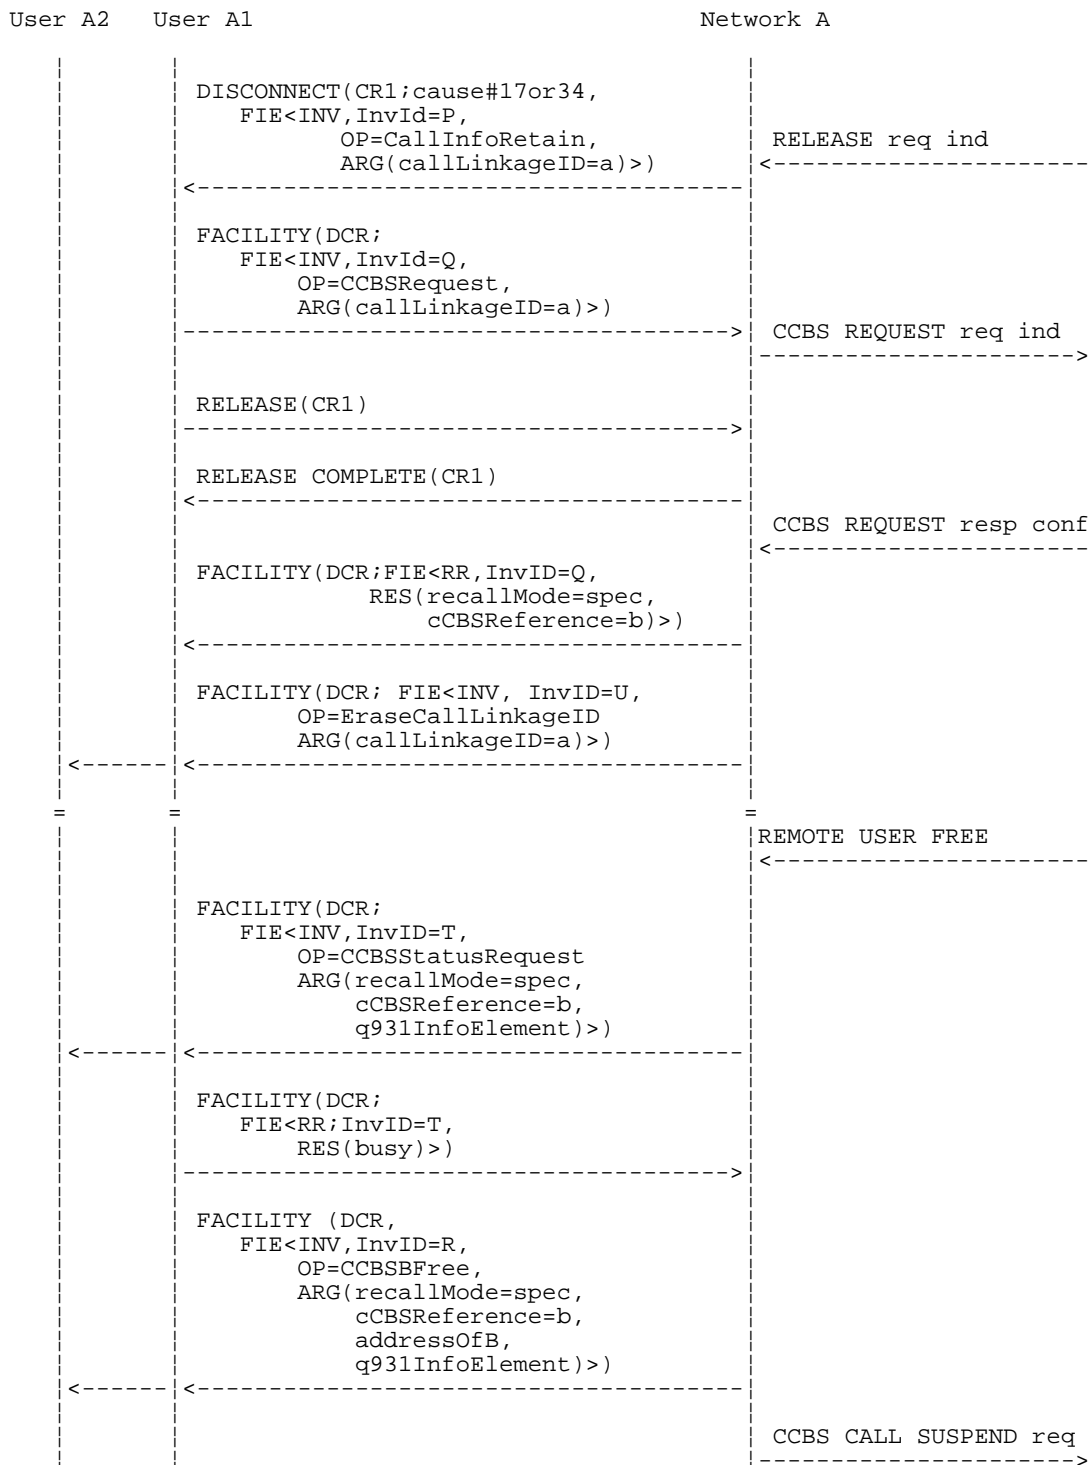 User A2 User A1 Network A
DISCONNECT(CR1;cause#17or34,
FIE<INV,InvId=P,
OP=CallInfoRetain,
RELEASE req ind
ARG(callLinkageID=a)>)
FACILITY(DCR;
FIE<INV,InvId=Q,
OP=CCBSRequest,
ARG(callLinkageID=a)>)
CCBS REQUEST req ind
RELEASE(CR1)
RELEASE COMPLETE(CR1)
CCBS REQUEST resp conf
FACILITY(DCR;FIE<RR,InvID=Q,
RES(recallMode=spec,
cCBSReference=b)>)
FACILITY(DCR; FIE<INV, InvID=U,
OP=EraseCallLinkageID
ARG(callLinkageID=a)>)
REMOTE USER FREE
FACILITY(DCR;
FIE<INV,InvID=T,
OP=CCBSStatusRequest
ARG(recallMode=spec,
cCBSReference=b,
q931InfoElement)>)
FACILITY(DCR;
FIE<RR;InvID=T,
RES(busy)>)
FACILITY (DCR,
FIE<INV,InvID=R,
OP=CCBSBFree,
ARG(recallMode=spec,
cCBSReference=b,
addressOfB,
q931InfoElement)>)
CCBS CALL SUSPEND req